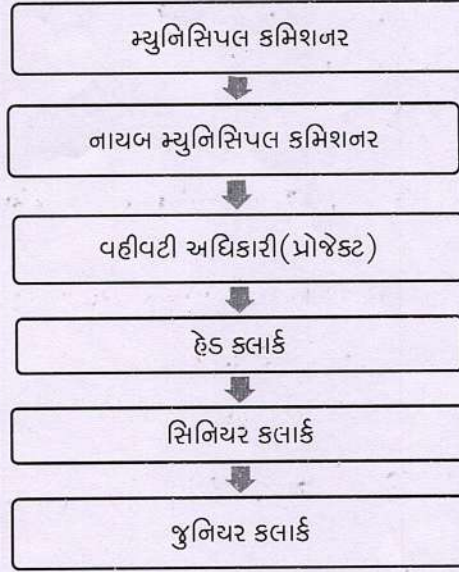 મ્યુનિસિપલ કમિશનર
નાયબ મ્યુનિસિપલ કમિશનર
વહીવટી અધિકારી(પ્રોજેક્ટ)
હેડ કલાર્ક
સિનિયર કલાર્ક
જુનિયર કલાર્ક